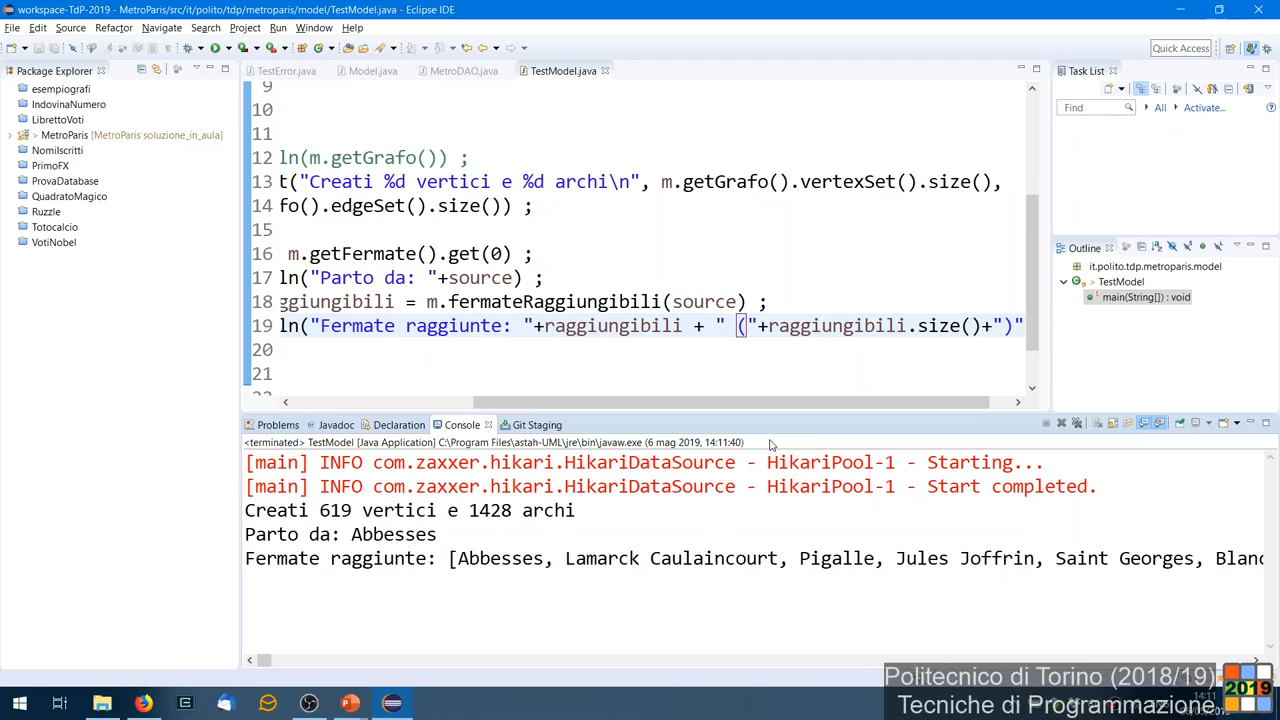 workspace-TdP-2019 - MetroParis/src/it/polito/tdp/metroparis/model/TestModel.java - Eclipse IDE
File Edit Source Refactor Navigate Search Project Run Window Help
Quick Access
Package Explorer
esempiografi
IndovinaNumero
LibrettoVoti
> MetroParis [MetroParis soluzione_in_aula]
NomiIscritti
PrimoFX
ProvaDatabase
QuadratoMagico
Ruzzle
Totocalcio
VotiNobel
TestError.java Model.java MetroDAO.java TestModel.java
9
10
11
12 ln(m.getGrafo()) ;
13 t("Creati %d vertici e %d archi\n", m.getGrafo().vertexSet().size(),
14 fo().edgeSet().size()) ;
15
16 m.getFermate().get(0) ;
17 ln("Parto da: "+source) ;
18 ggiungibili = m.fermateRaggiungibili(source) ;
19 ln("Fermate raggiunte: "+raggiungibili + " ("+raggiungibili.size()+")"
20
21
Task List
Find All Activate...
Outline
it.polito.tdp.metroparis.model
TestModel
main(String[]) : void
Problems Javadoc Declaration Console Git Staging
<terminated> TestModel [Java Application] C:\Program Files\astah-UML\jre\bin\javaw.exe (6 mag 2019, 14:11:40)
[main] INFO com.zaxxer.hikari.HikariDataSource - HikariPool-1 - Starting...
[main] INFO com.zaxxer.hikari.HikariDataSource - HikariPool-1 - Start completed.
Creati 619 vertici e 1428 archi
Parto da: Abbesses
Fermate raggiunte: [Abbesses, Lamarck Caulaincourt, Pigalle, Jules Joffrin, Saint Georges, Blanc
Politecnico di Torino (2018/19)
Tecniche di Programmazione
2019
14:11